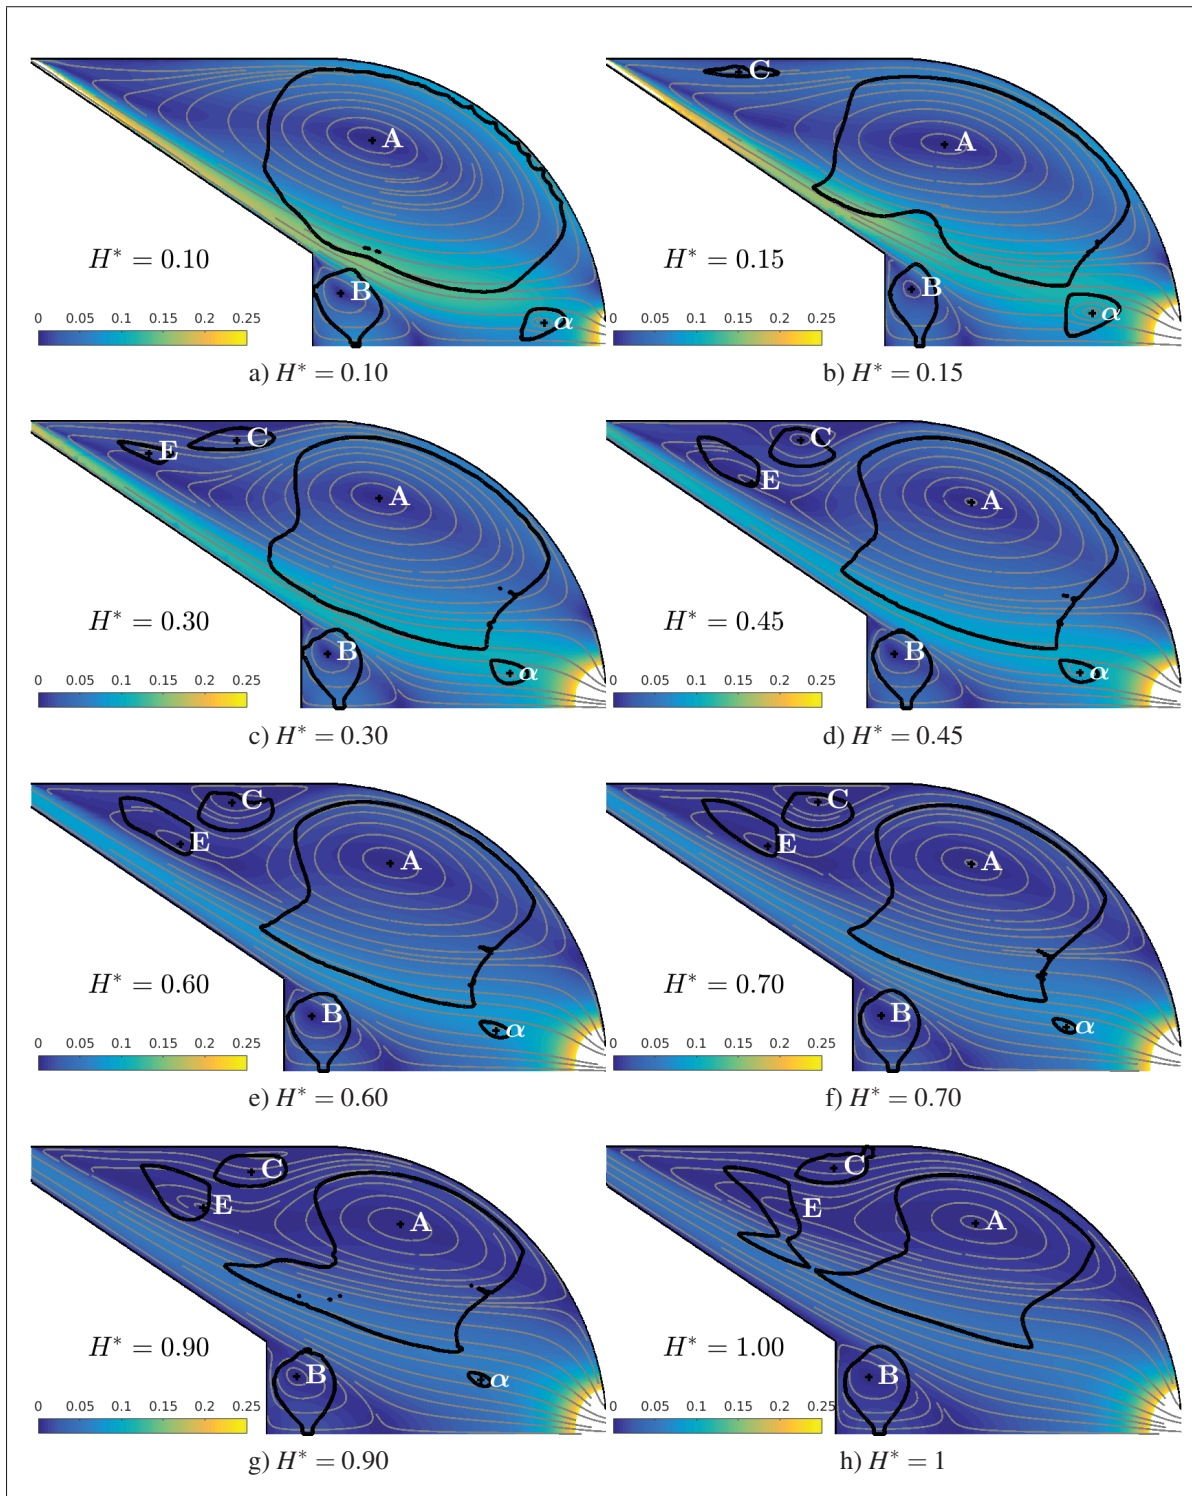 C
A A
H* = 0.10 H* = 0.15
B B
α α
0 0.05 0.1 0.15 0.2 0.25 0 0.05 0.1 0.15 0.2 0.25
a) H* = 0.10 b) H* = 0.15
E C C
E
A A
H* = 0.30 H* = 0.45
B B
α α
0 0.05 0.1 0.15 0.2 0.25 0 0.05 0.1 0.15 0.2 0.25
c) H* = 0.30 d) H* = 0.45
C C
E E
A A
H* = 0.60 H* = 0.70
B B
α α
0 0.05 0.1 0.15 0.2 0.25 0 0.05 0.1 0.15 0.2 0.25
e) H* = 0.60 f) H* = 0.70
C C
E E
A A
H* = 0.90 H* = 1.00
B B
α
0 0.05 0.1 0.15 0.2 0.25 0 0.05 0.1 0.15 0.2 0.25
g) H* = 0.90 h) H* = 1